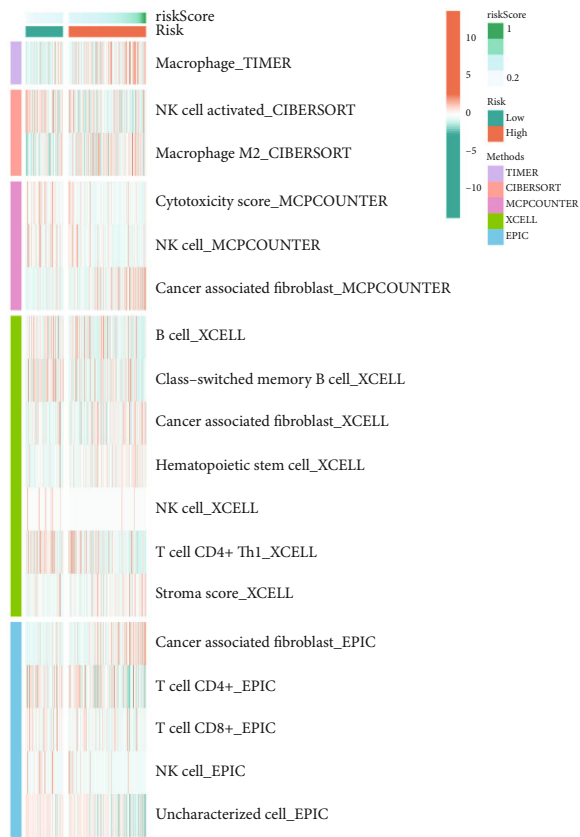 riskScore
Risk
Macrophage_TIMER
NK cell activated_CIBERSORT
Macrophage M2_CIBERSORT
Cytotoxicity score_MCPCOUNTER
NK cell_MCPCOUNTER
Cancer associated fibroblast_MCPCOUNTER
B cell_XCELL
Class–switched memory B cell_XCELL
Cancer associated fibroblast_XCELL
Hematopoietic stem cell_XCELL
NK cell_XCELL
T cell CD4+ Th1_XCELL
Stroma score_XCELL
Cancer associated fibroblast_EPIC
T cell CD4+_EPIC
T cell CD8+_EPIC
NK cell_EPIC
Uncharacterized cell_EPIC
10
5
0
−5
−10
riskScore
1
0.2
Risk
Low
High
Methods
TIMER
CIBERSORT
MCPCOUNTER
XCELL
EPIC